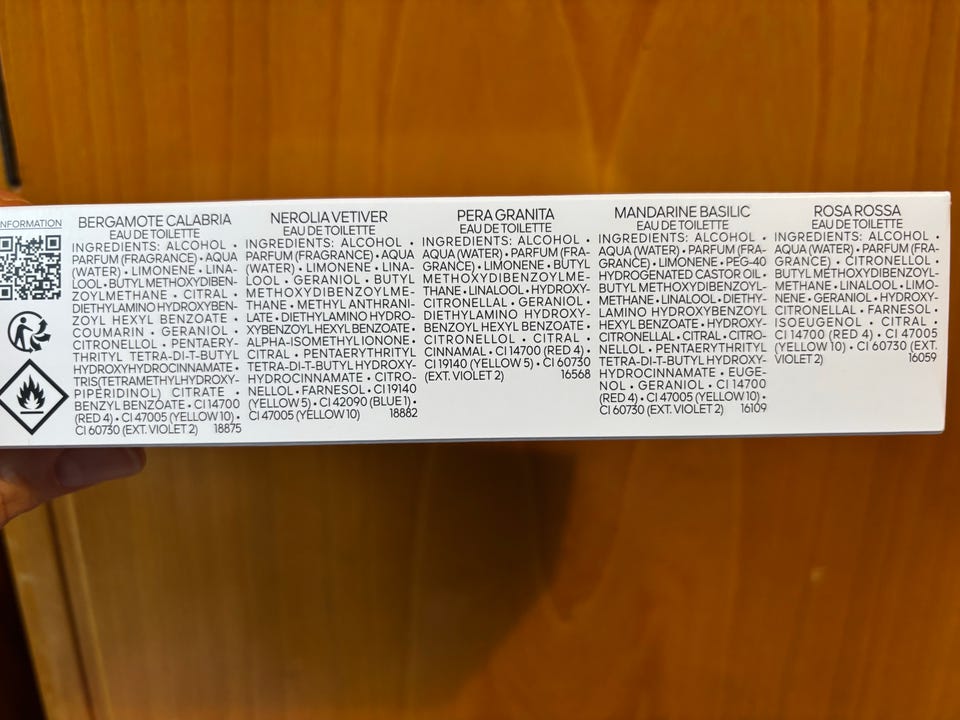 NFORMATION
BERGAMOTE CALABRIA
EAU DE TOILETTE
INGREDIENTS: ALCOHOL •
PARFUM (FRAGRANCE) • AQUA
(WATER) • LIMONENE • LINA-
LOOL • BUTYL METHOXYDIBEN-
ZOYLMETHANE • CITRAL •
DIETHYLAMINO HYDROXYBEN-
ZOYL HEXYL BENZOATE •
COUMARIN • GERANIOL •
CITRONELLOL • PENTAERY-
THRITYL TETRA-DI-T-BUTYL
HYDROXYHYDROCINNAMATE •
TRIS(TETRAMETHYLHYDROXY-
PIPERIDINOL) CITRATE •
BENZYL BENZOATE • CI 14700
(RED 4) • CI 47005 (YELLOW 10) •
CI 60730 (EXT. VIOLET 2) 18875
NEROLIA VETIVER
EAU DE TOILETTE
INGREDIENTS: ALCOHOL •
PARFUM (FRAGRANCE) • AQUA
(WATER) • LIMONENE • LINA-
LOOL • GERANIOL • BUTYL
METHOXYDIBENZOYLME-
THANE • METHYL ANTHRANI-
LATE • DIETHYLAMINO HYDRO-
XYBENZOYL HEXYL BENZOATE •
ALPHA-ISOMETHYL IONONE •
CITRAL • PENTAERYTHRITYL
TETRA-DI-T-BUTYL HYDROXY-
HYDROCINNAMATE • CITRO-
NELLOL • FARNESOL • CI 19140
(YELLOW 5) • CI 42090 (BLUE 1) •
CI 47005 (YELLOW 10) 18882
PERA GRANITA
EAU DE TOILETTE
INGREDIENTS: ALCOHOL •
AQUA (WATER) • PARFUM (FRA-
GRANCE) • LIMONENE • BUTYL
METHOXYDIBENZOYLME-
THANE • LINALOOL • HYDROXY-
CITRONELLAL • GERANIOL •
DIETHYLAMINO HYDROXY-
BENZOYL HEXYL BENZOATE •
CITRONELLOL • CITRAL •
CINNAMAL • CI 14700 (RED 4) •
CI 19140 (YELLOW 5) • CI 60730
(EXT. VIOLET 2) 16568
MANDARINE BASILIC
EAU DE TOILETTE
INGREDIENTS: ALCOHOL •
AQUA (WATER) • PARFUM (FRA-
GRANCE) • LIMONENE • PEG-40
HYDROGENATED CASTOR OIL •
BUTYL METHOXYDIBENZOYL-
METHANE • LINALOOL • DIETHY-
LAMINO HYDROXYBENZOYL
HEXYL BENZOATE • HYDROXY-
CITRONELLAL • CITRAL • CITRO-
NELLOL • PENTAERYTHRITYL
TETRA-DI-T-BUTYL HYDROXY-
HYDROCINNAMATE • EUGE-
NOL • GERANIOL • CI 14700
(RED 4) • CI 47005 (YELLOW 10) •
CI 60730 (EXT. VIOLET 2) 16109
ROSA ROSSA
EAU DE TOILETTE
INGREDIENTS: ALCOHOL •
AQUA (WATER) • PARFUM (FRA-
GRANCE) • CITRONELLOL •
BUTYL METHOXYDIBENZOYL-
METHANE • LINALOOL • LIMO-
NENE • GERANIOL • HYDROXY-
CITRONELLAL • FARNESOL •
ISOEUGENOL • CITRAL •
CI 14700 (RED 4) • CI 47005
(YELLOW 10) • CI 60730 (EXT.
VIOLET 2) 16059